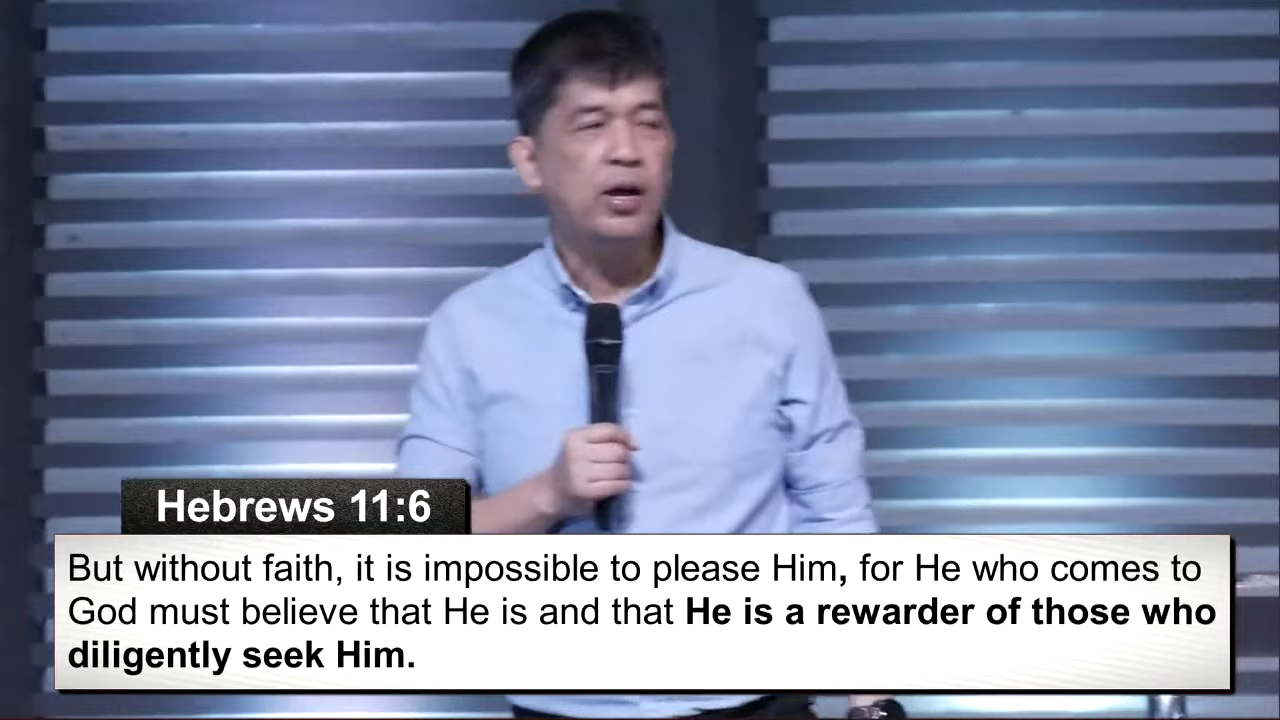 Hebrews 11:6
But without faith, it is impossible to please Him, for He who comes to
God must believe that He is and that He is a rewarder of those who
diligently seek Him.